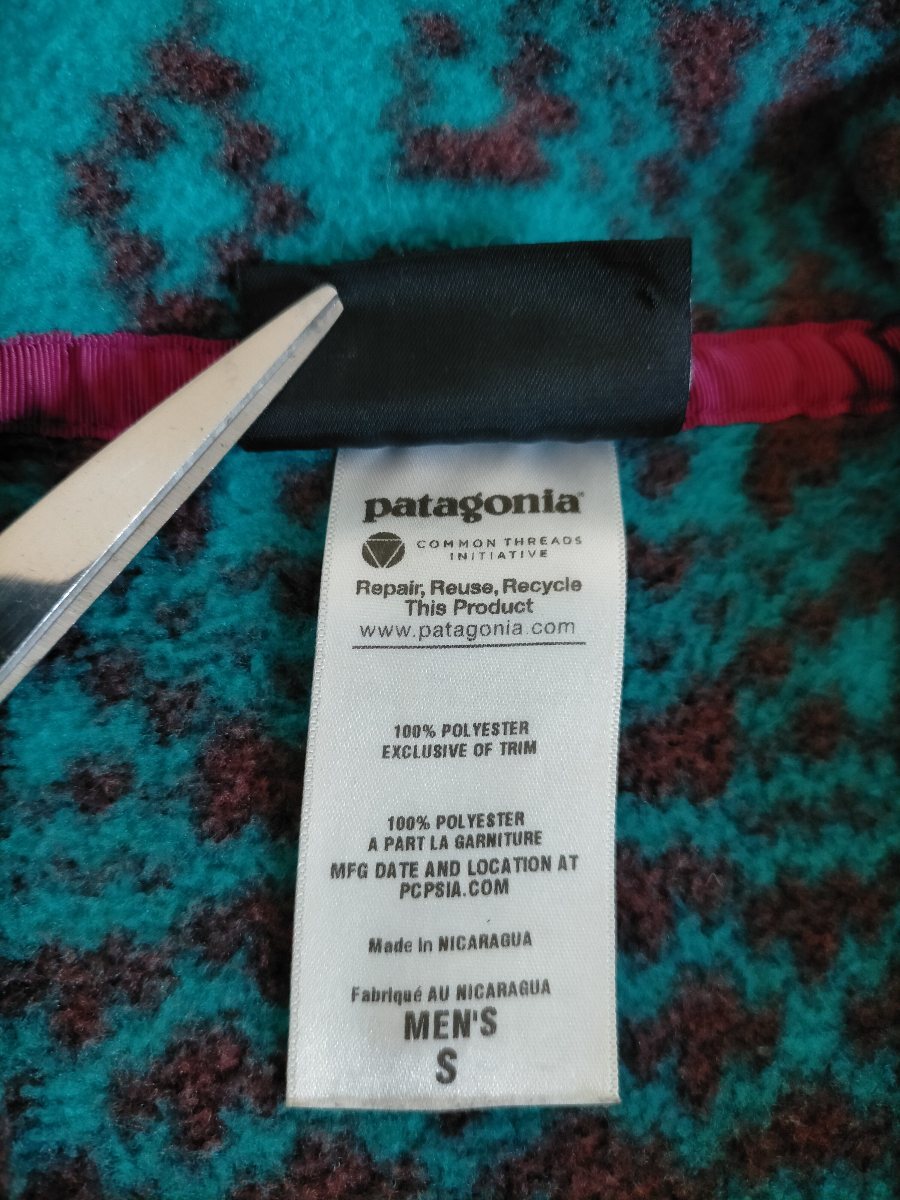 patagonia®
COMMON THREADS
INITIATIVE
Repair, Reuse, Recycle
This Product
www.patagonia.com
100% POLYESTER
EXCLUSIVE OF TRIM
100% POLYESTER
A PART LA GARNITURE
MFG DATE AND LOCATION AT
PCPSIA.COM
Made In NICARAGUA
Fabriqué AU NICARAGUA
MEN'S
S